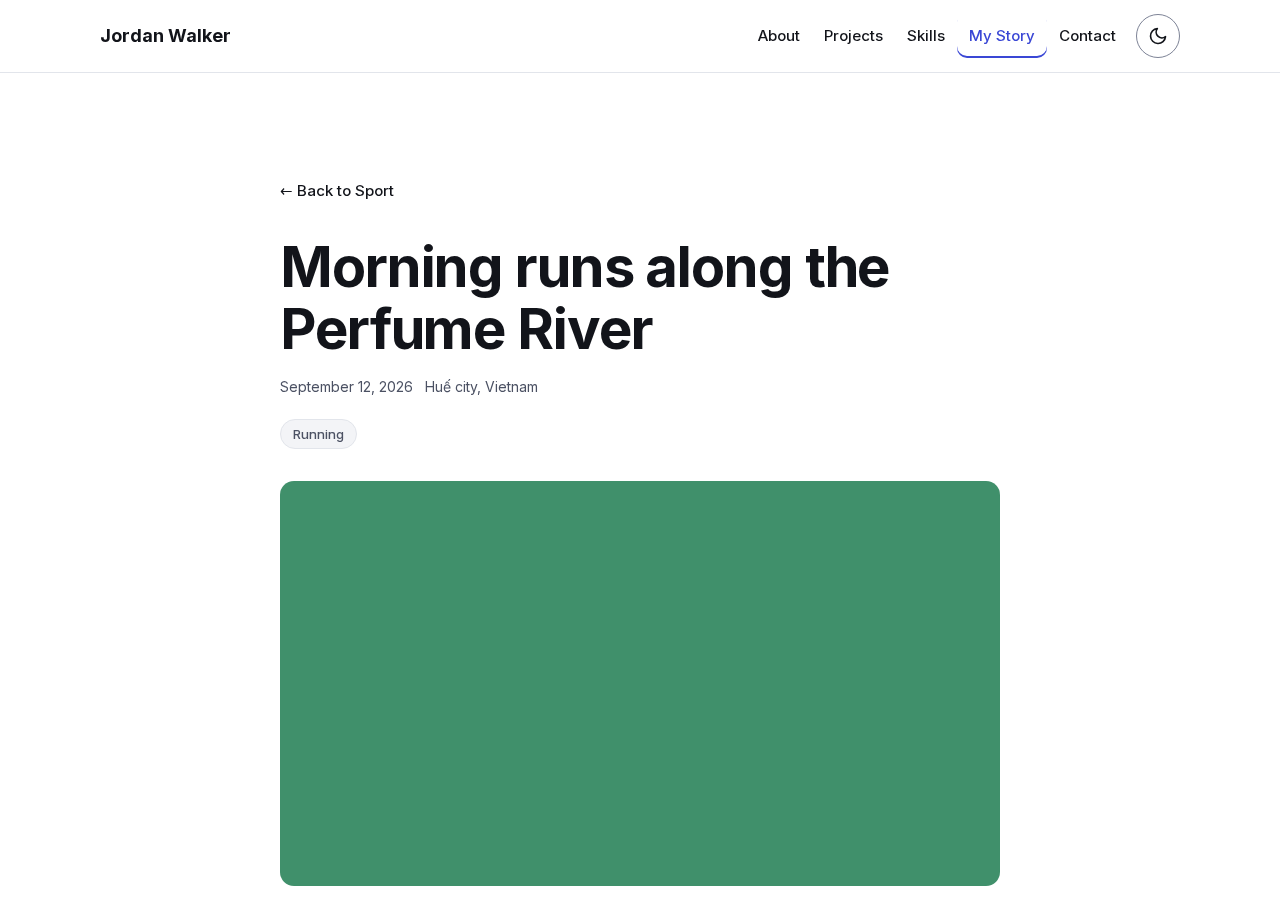 Jordan Walker
About Projects Skills My Story Contact
← Back to Sport
Morning runs along the
Perfume River
September 12, 2026 Huế city, Vietnam
Running